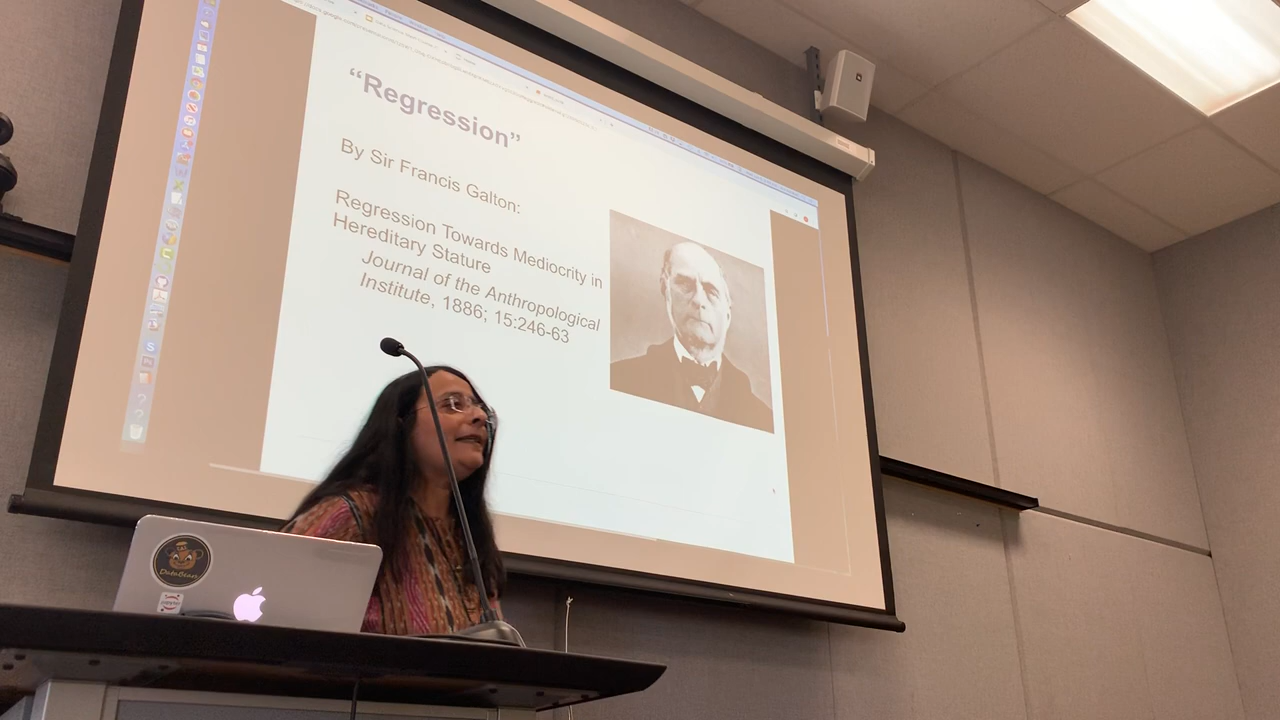 “Regression”
By Sir Francis Galton:
Regression Towards Mediocrity in
Hereditary Stature
Journal of the Anthropological
Institute, 1886; 15:246-63
DataBears